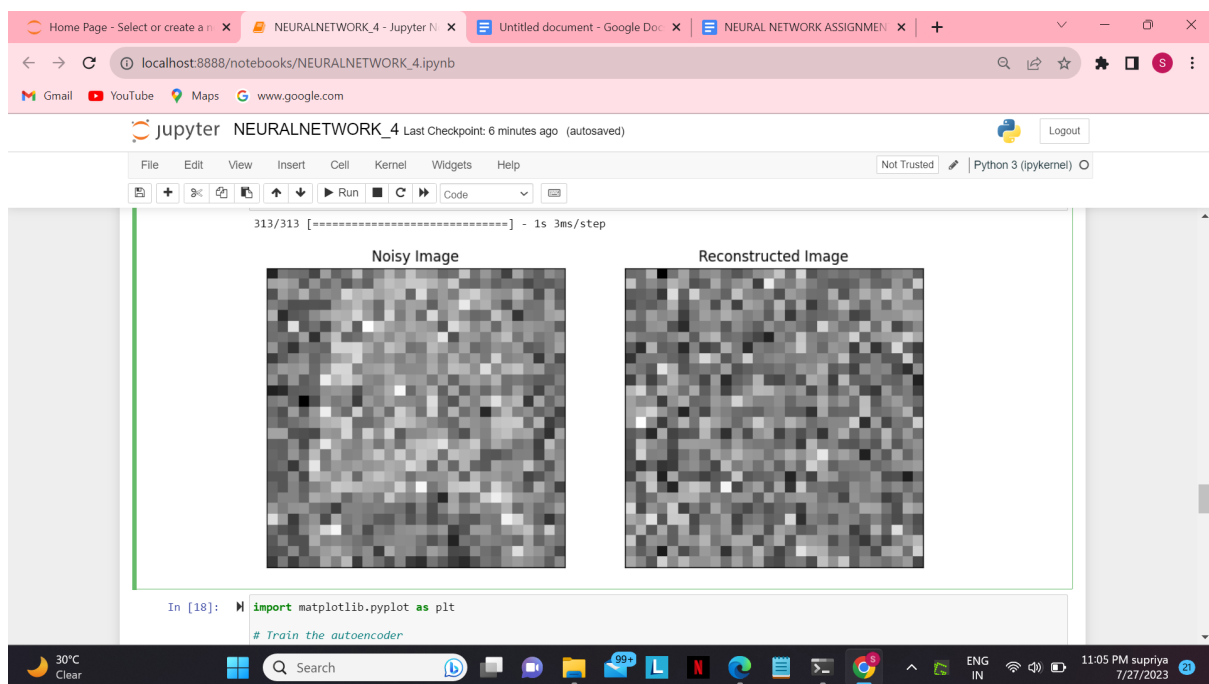 Home Page - Select or create a n
NEURALNETWORK_4 - Jupyter N
Untitled document - Google Doc
NEURAL NETWORK ASSIGNMEN
localhost:8888/notebooks/NEURALNETWORK_4.ipynb
S
Gmail YouTube Maps www.google.com
jupyter NEURALNETWORK_4 Last Checkpoint: 6 minutes ago (autosaved)
Logout
File Edit View Insert Cell Kernel Widgets Help
Not Trusted Python 3 (ipykernel)
Run Code
313/313 [==============================] - 1s 3ms/step
Noisy Image Reconstructed Image
In [18]: import matplotlib.pyplot as plt
# Train the autoencoder
30°C
Clear
Search
99+
L
N
S
ENG
IN
11:05 PM supriya
7/27/2023
21